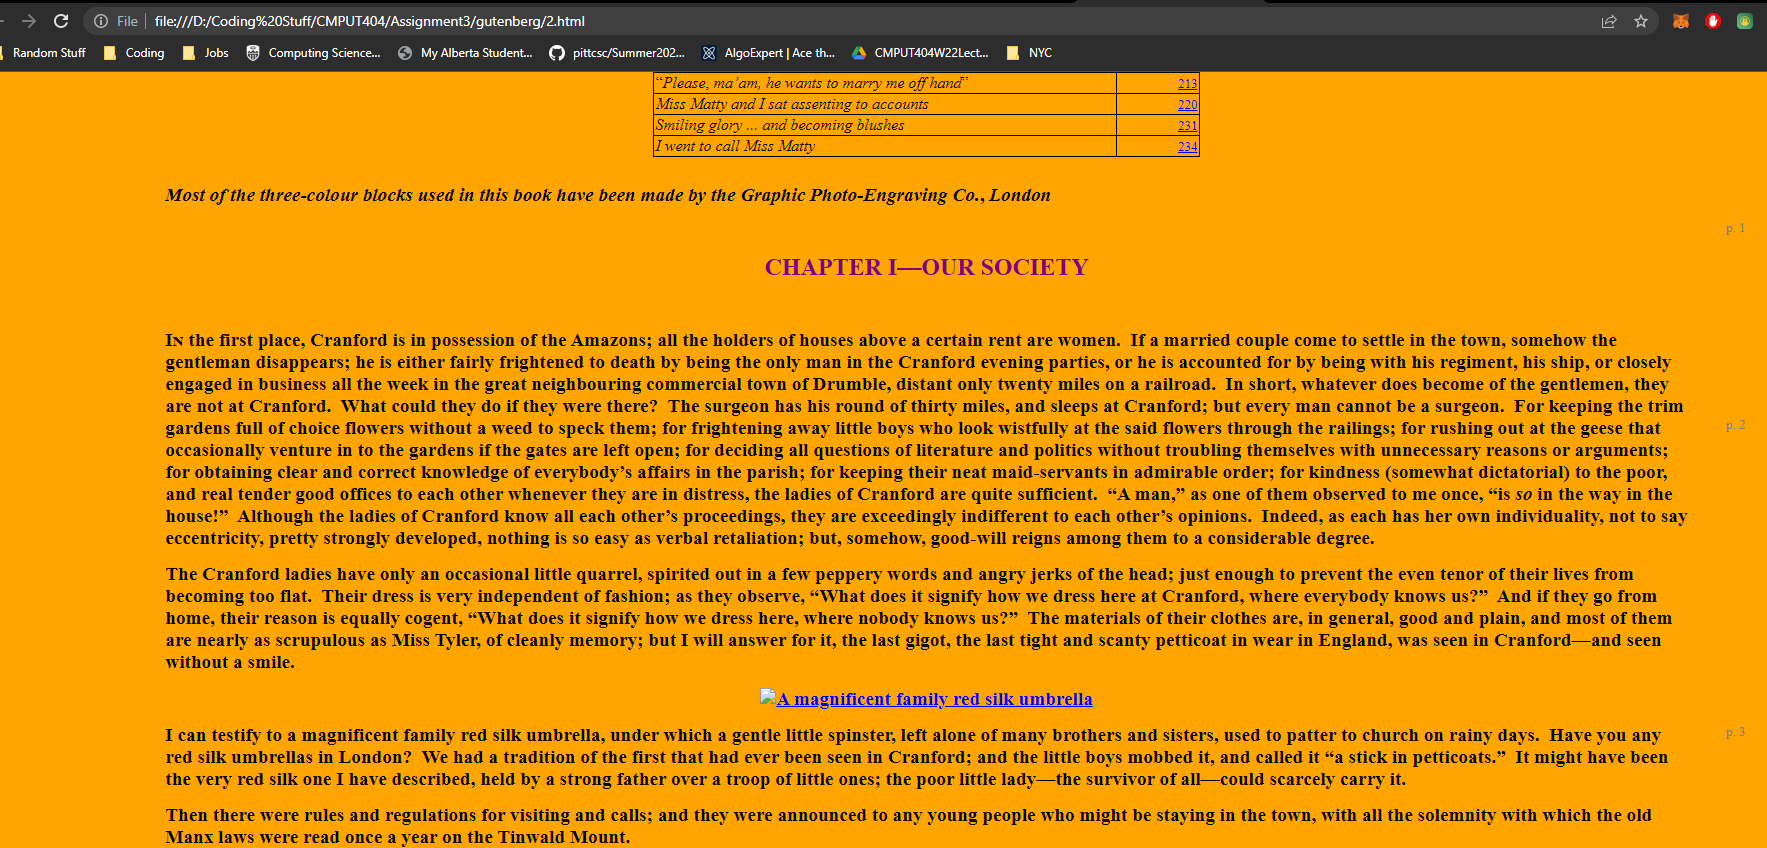 File file:///D:/Coding%20Stuff/CMPUT404/Assignment3/gutenberg/2.html
Random Stuff Coding Jobs Computing Science... My Alberta Student... pittcsc/Summer202... AlgoExpert | Ace th... CMPUT404W22Lect... NYC
“Please, ma’am, he wants to marry me off hand” 213
Miss Matty and I sat assenting to accounts 220
Smiling glory ... and becoming blushes 231
I went to call Miss Matty 234
Most of the three-colour blocks used in this book have been made by the Graphic Photo-Engraving Co., London
p. 1
CHAPTER I—OUR SOCIETY
In the first place, Cranford is in possession of the Amazons; all the holders of houses above a certain rent are women.  If a married couple come to settle in the town, somehow the
gentleman disappears; he is either fairly frightened to death by being the only man in the Cranford evening parties, or he is accounted for by being with his regiment, his ship, or closely
engaged in business all the week in the great neighbouring commercial town of Drumble, distant only twenty miles on a railroad.  In short, whatever does become of the gentlemen, they
are not at Cranford.  What could they do if they were there?  The surgeon has his round of thirty miles, and sleeps at Cranford; but every man cannot be a surgeon.  For keeping the trim
gardens full of choice flowers without a weed to speck them; for frightening away little boys who look wistfully at the said flowers through the railings; for rushing out at the geese that
p. 2
occasionally venture in to the gardens if the gates are left open; for deciding all questions of literature and politics without troubling themselves with unnecessary reasons or arguments;
for obtaining clear and correct knowledge of everybody’s affairs in the parish; for keeping their neat maid-servants in admirable order; for kindness (somewhat dictatorial) to the poor,
and real tender good offices to each other whenever they are in distress, the ladies of Cranford are quite sufficient.  “A man,” as one of them observed to me once, “is so in the way in the
house!”  Although the ladies of Cranford know all each other’s proceedings, they are exceedingly indifferent to each other’s opinions.  Indeed, as each has her own individuality, not to say
eccentricity, pretty strongly developed, nothing is so easy as verbal retaliation; but, somehow, good-will reigns among them to a considerable degree.
The Cranford ladies have only an occasional little quarrel, spirited out in a few peppery words and angry jerks of the head; just enough to prevent the even tenor of their lives from
becoming too flat.  Their dress is very independent of fashion; as they observe, “What does it signify how we dress here at Cranford, where everybody knows us?”  And if they go from
home, their reason is equally cogent, “What does it signify how we dress here, where nobody knows us?”  The materials of their clothes are, in general, good and plain, and most of them
are nearly as scrupulous as Miss Tyler, of cleanly memory; but I will answer for it, the last gigot, the last tight and scanty petticoat in wear in England, was seen in Cranford—and seen
without a smile.
A magnificent family red silk umbrella
I can testify to a magnificent family red silk umbrella, under which a gentle little spinster, left alone of many brothers and sisters, used to patter to church on rainy days.  Have you any
p. 3
red silk umbrellas in London?  We had a tradition of the first that had ever been seen in Cranford; and the little boys mobbed it, and called it “a stick in petticoats.”  It might have been
the very red silk one I have described, held by a strong father over a troop of little ones; the poor little lady—the survivor of all—could scarcely carry it.
Then there were rules and regulations for visiting and calls; and they were announced to any young people who might be staying in the town, with all the solemnity with which the old
Manx laws were read once a year on the Tinwald Mount.